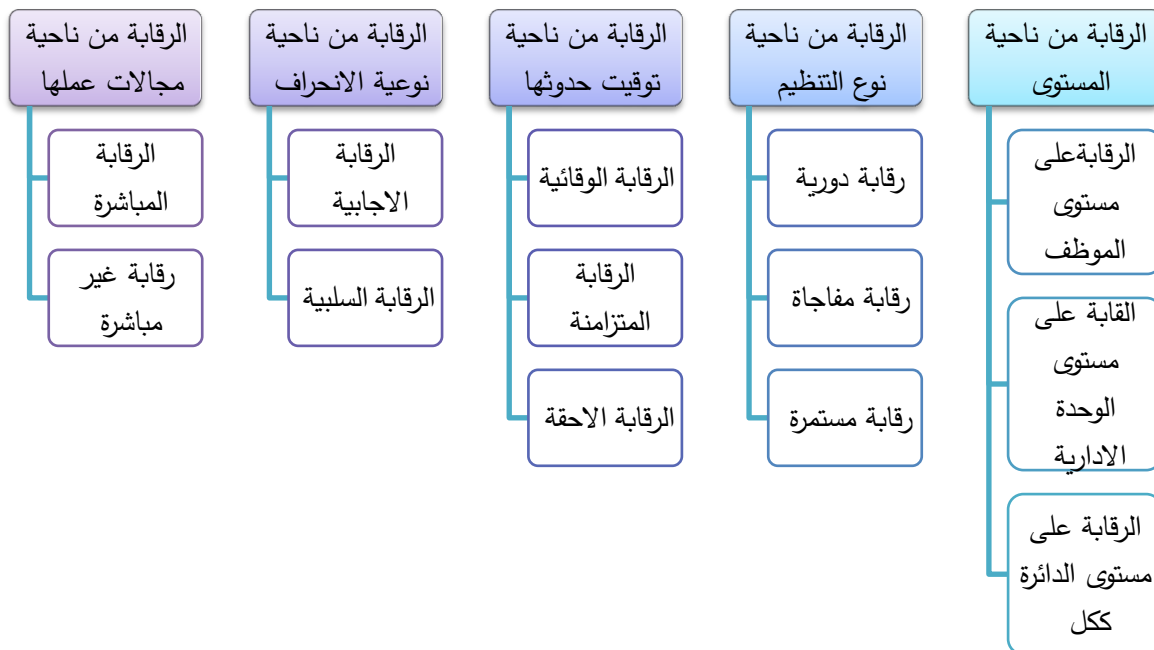 الرقابة من ناحية
المستوى
الرقابةعلى
مستوى
الموظف
القابة على
مستوى
الوحدة
الادارية
الرقابة على
مستوى الدائرة
ككل
الرقابة من ناحية
نوع التنظيم
رقابة دورية
رقابة مفاجاة
رقابة مستمرة
الرقابة من ناحية
توقيت حدوثها
الرقابة الوقائية
الرقابة
المتزامنة
الرقابة الاحقة
الرقابة من ناحية
نوعية الانحراف
الرقابة
الاجابية
الرقابة السلبية
الرقابة من ناحية
مجالات عملها
الرقابة
المباشرة
رقابة غير
مباشرة